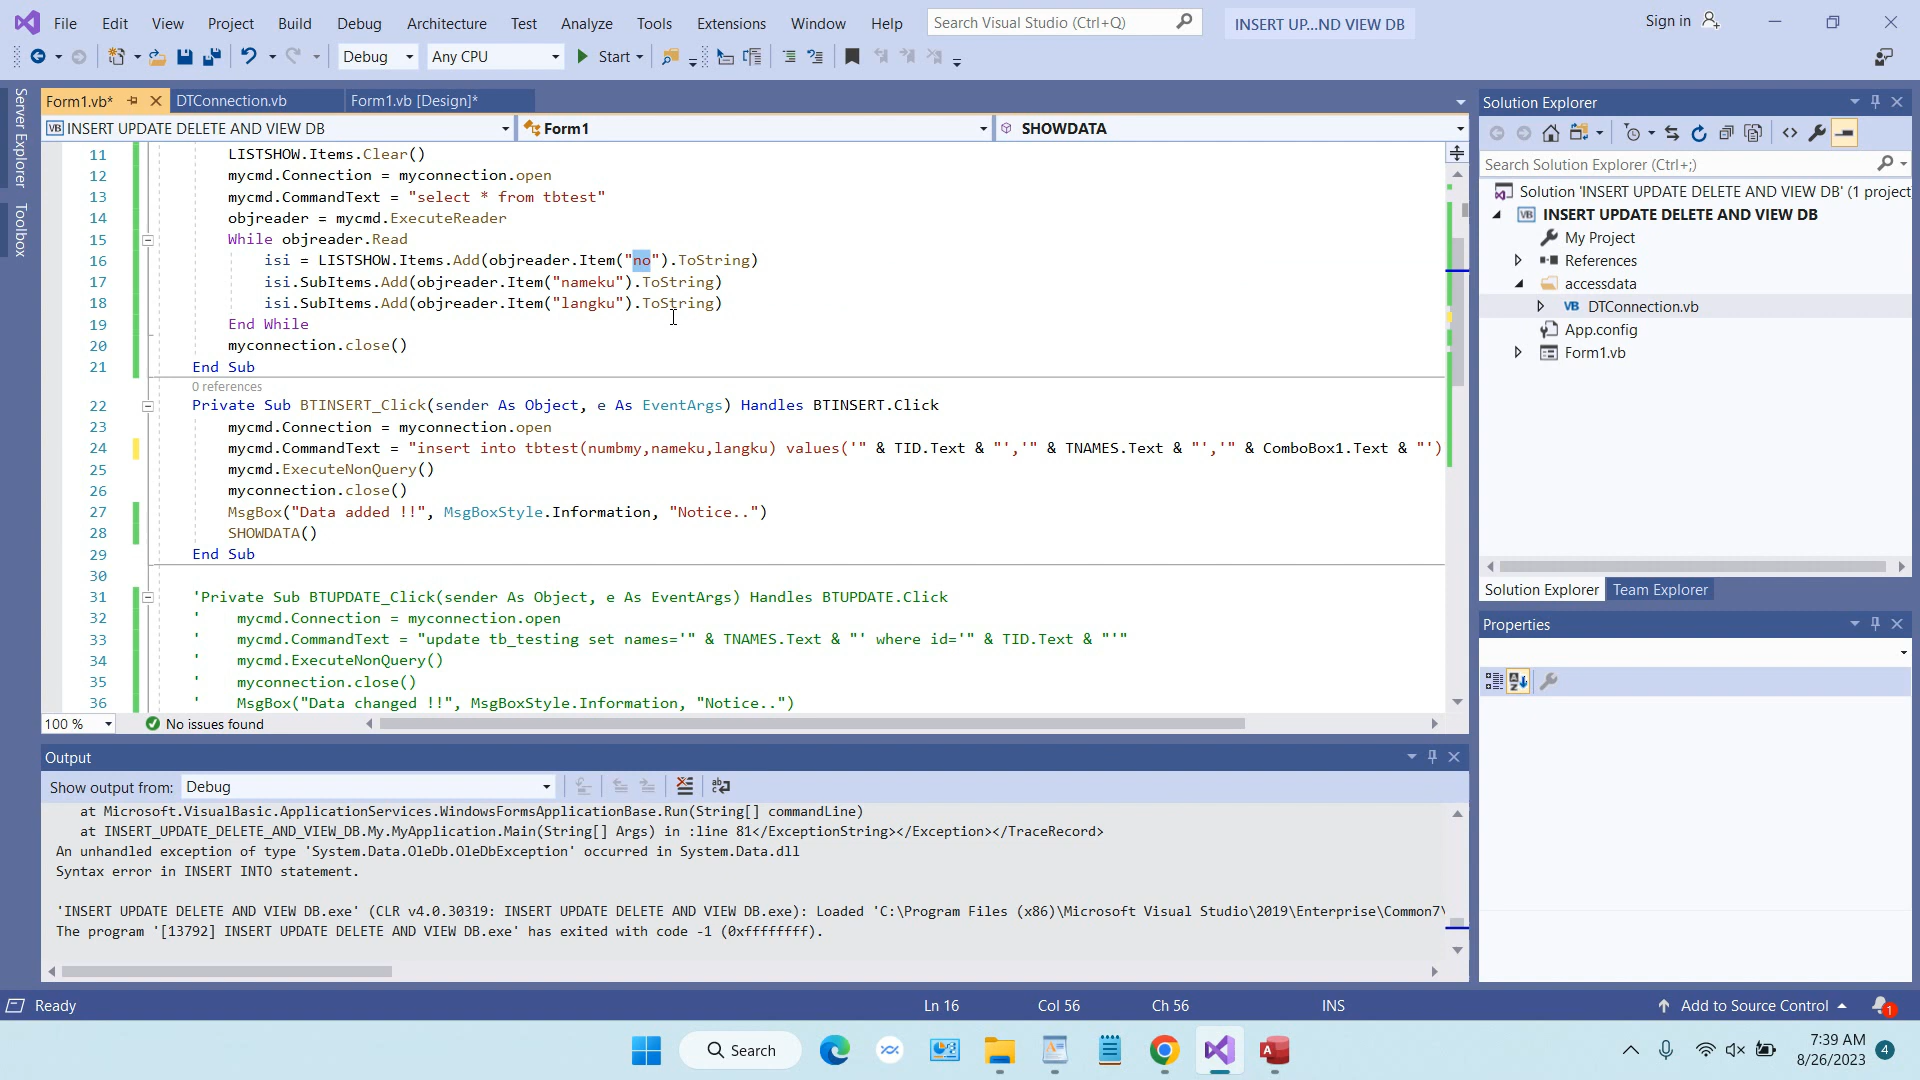 File Edit View Project Build Debug Architecture Test Analyze Tools Extensions Window Help Search Visual Studio (Ctrl+Q) INSERT UP...ND VIEW DB Sign in
Debug Any CPU Start
Server Explorer
Toolbox
Form1.vb* DTConnection.vb Form1.vb [Design]*
VB INSERT UPDATE DELETE AND VIEW DB Form1 SHOWDATA
11 LISTSHOW.Items.Clear()
12 mycmd.Connection = myconnection.open
13 mycmd.CommandText = "select * from tbtest"
14 objreader = mycmd.ExecuteReader
15 While objreader.Read
16 isi = LISTSHOW.Items.Add(objreader.Item("no").ToString)
17 isi.SubItems.Add(objreader.Item("nameku").ToString)
18 isi.SubItems.Add(objreader.Item("langku").ToString)
19 End While
20 myconnection.close()
21 End Sub
0 references
22 Private Sub BTINSERT_Click(sender As Object, e As EventArgs) Handles BTINSERT.Click
23 mycmd.Connection = myconnection.open
24 mycmd.CommandText = "insert into tbtest(numbmy,nameku,langku) values('" & TID.Text & "','" & TNAMES.Text & "','" & ComboBox1.Text & "')
25 mycmd.ExecuteNonQuery()
26 myconnection.close()
27 MsgBox("Data added !!", MsgBoxStyle.Information, "Notice..")
28 SHOWDATA()
29 End Sub
30
31 'Private Sub BTUPDATE_Click(sender As Object, e As EventArgs) Handles BTUPDATE.Click
32 ' mycmd.Connection = myconnection.open
33 ' mycmd.CommandText = "update tb_testing set names='" & TNAMES.Text & "' where id='" & TID.Text & "'"
34 ' mycmd.ExecuteNonQuery()
35 ' myconnection.close()
36 ' MsgBox("Data changed !!", MsgBoxStyle.Information, "Notice..")
100 % No issues found
Output
Show output from: Debug
at Microsoft.VisualBasic.ApplicationServices.WindowsFormsApplicationBase.Run(String[] commandLine)
at INSERT_UPDATE_DELETE_AND_VIEW_DB.My.MyApplication.Main(String[] Args) in :line 81</ExceptionString></Exception></TraceRecord>
An unhandled exception of type 'System.Data.OleDb.OleDbException' occurred in System.Data.dll
Syntax error in INSERT INTO statement.
'INSERT UPDATE DELETE AND VIEW DB.exe' (CLR v4.0.30319: INSERT UPDATE DELETE AND VIEW DB.exe): Loaded 'C:\Program Files (x86)\Microsoft Visual Studio\2019\Enterprise\Common7\
The program '[13792] INSERT UPDATE DELETE AND VIEW DB.exe' has exited with code -1 (0xffffffff).
Solution Explorer
Search Solution Explorer (Ctrl+;)
Solution 'INSERT UPDATE DELETE AND VIEW DB' (1 project
VB INSERT UPDATE DELETE AND VIEW DB
My Project
References
accessdata
VB DTConnection.vb
App.config
Form1.vb
Solution Explorer Team Explorer
Properties
Ready Ln 16 Col 56 Ch 56 INS Add to Source Control 1
Search 7:39 AM
8/26/2023 4